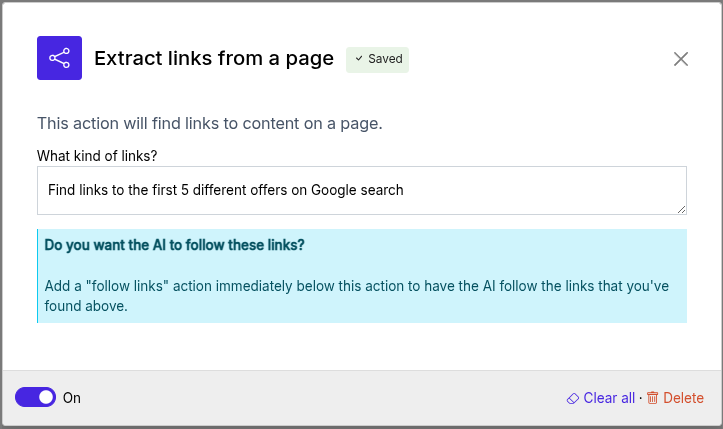 Extract links from a page
Saved
This action will find links to content on a page.
What kind of links?
Find links to the first 5 different offers on Google search
Do you want the AI to follow these links?
Add a "follow links" action immediately below this action to have the AI follow the links that you've
found above.
On
Clear all · Delete